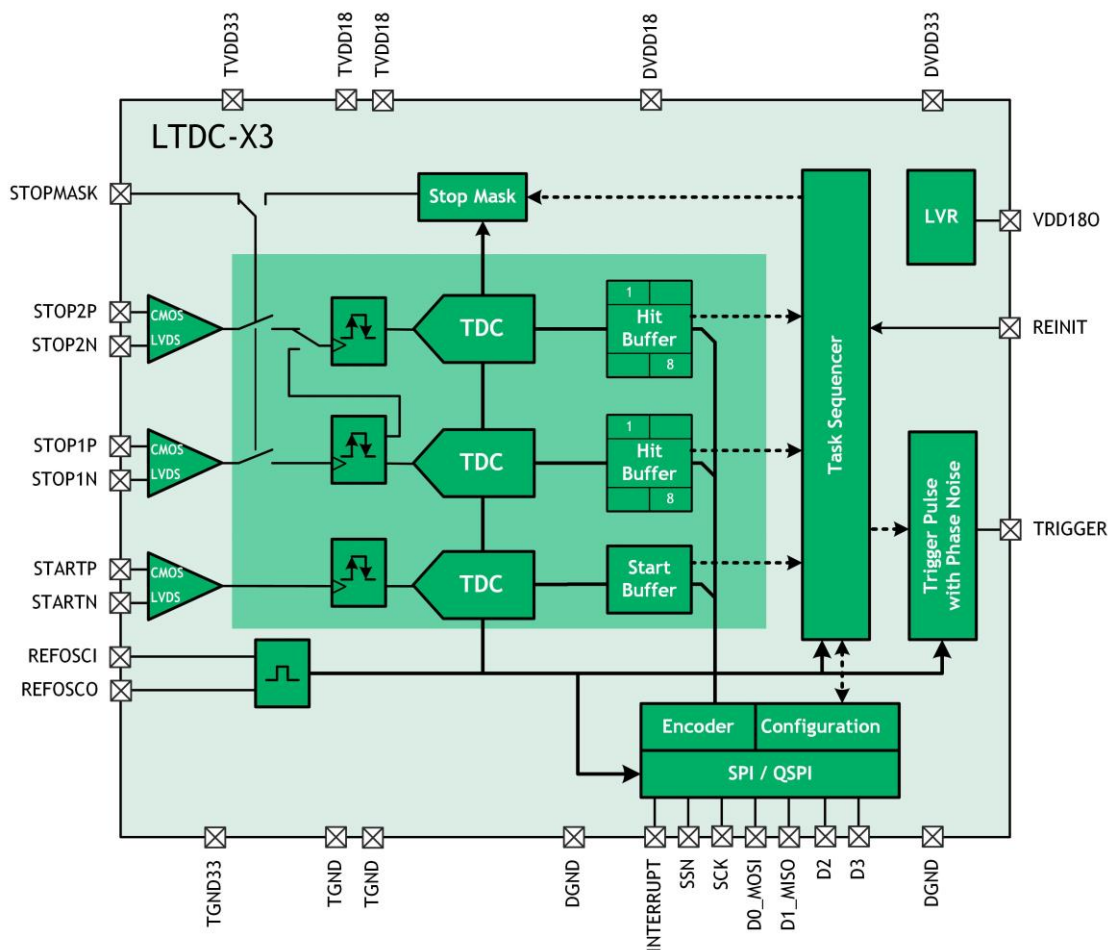 TVDD33
TVDD18
TVDD18
DVDD18
DVDD33
LTDC-X3
STOPMASK
Stop Mask
LVR
VDD18O
STOP2P
STOP2N
CMOS
LVDS
TDC
1
Hit
Buffer
8
Task Sequencer
REINIT
STOP1P
STOP1N
CMOS
LVDS
TDC
1
Hit
Buffer
8
Trigger Pulse
with Phase Noise
TRIGGER
STARTP
STARTN
CMOS
LVDS
TDC
Start
Buffer
REFOSCI
REFOSCO
Encoder
Configuration
SPI / QSPI
TGND33
TGND
TGND
DGND
INTERRUPT
SSN
SCK
D0_MOSI
D1_MISO
D2
D3
DGND